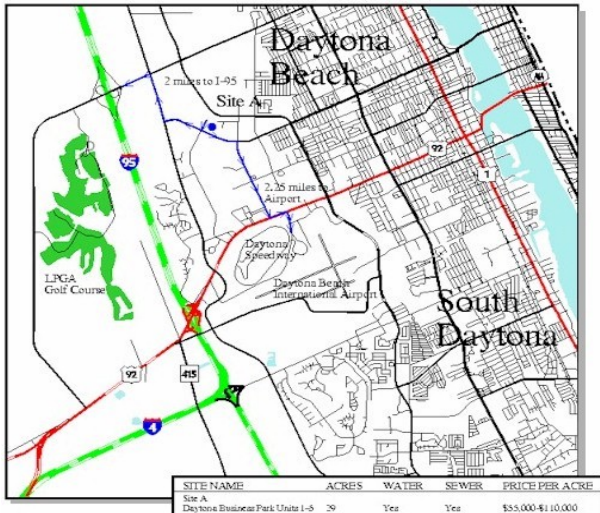 Daytona
Beach
2 miles to I-95
Site A
A1A
92
95
1
2.25 miles to
Airport
Daytona
Speedway
LPGA
Golf Course
Daytona Beach
International Airport
South
Daytona
92
415
4
SITE NAME ACRES WATER SEWER PRICE PER ACRE
Site A
Daytona Business Park Units 1-5 29 Yes Yes $55,000-$110,000